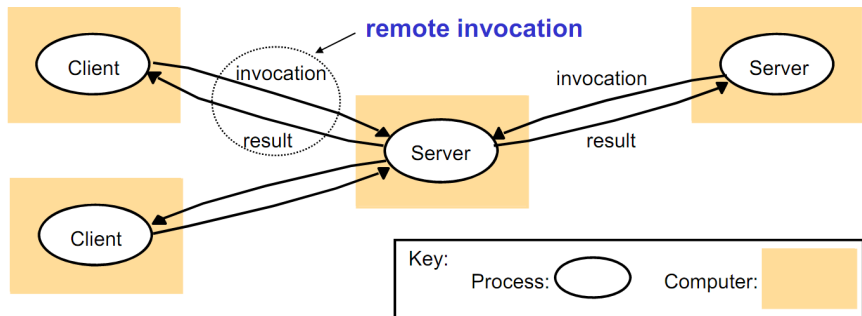 remote invocation
Client
invocation
result
Server
invocation
result
Server
Client
Key:
Process:
Computer: